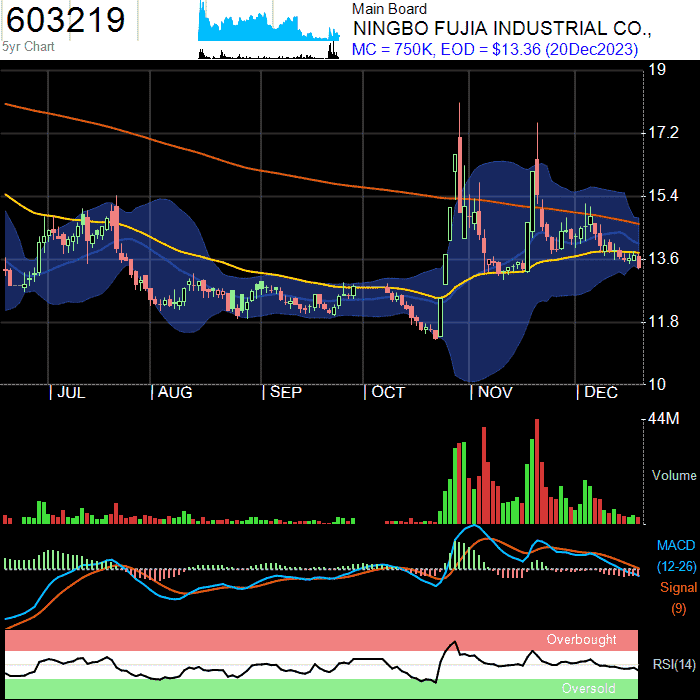 603219
5yr Chart
Main Board
NINGBO FUJIA INDUSTRIAL CO.,
MC = 750K, EOD = $13.36 (20Dec2023)
19
17.2
15.4
13.6
11.8
10
| JUL | AUG | SEP | OCT | NOV | DEC
44M
Volume
MACD
(12-26)
Signal
(9)
Overbought
RSI(14)
Oversold